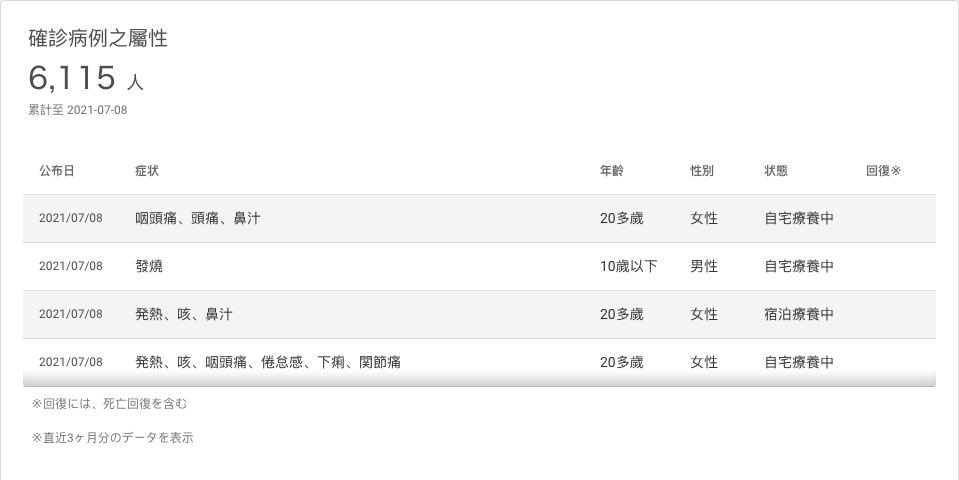 確診病例之屬性
6,115 人
累計至 2021-07-08
公布日 症状 年齡 性別 状態 回復※
2021/07/08 咽頭痛、頭痛、鼻汁 20多歲 女性 自宅療養中
2021/07/08 發燒 10歲以下 男性 自宅療養中
2021/07/08 発熱、咳、鼻汁 20多歲 女性 宿泊療養中
2021/07/08 発熱、咳、咽頭痛、倦怠感、下痢、関節痛 20多歲 女性 自宅療養中
※回復には、死亡回復を含む
※直近3ヶ月分のデータを表示